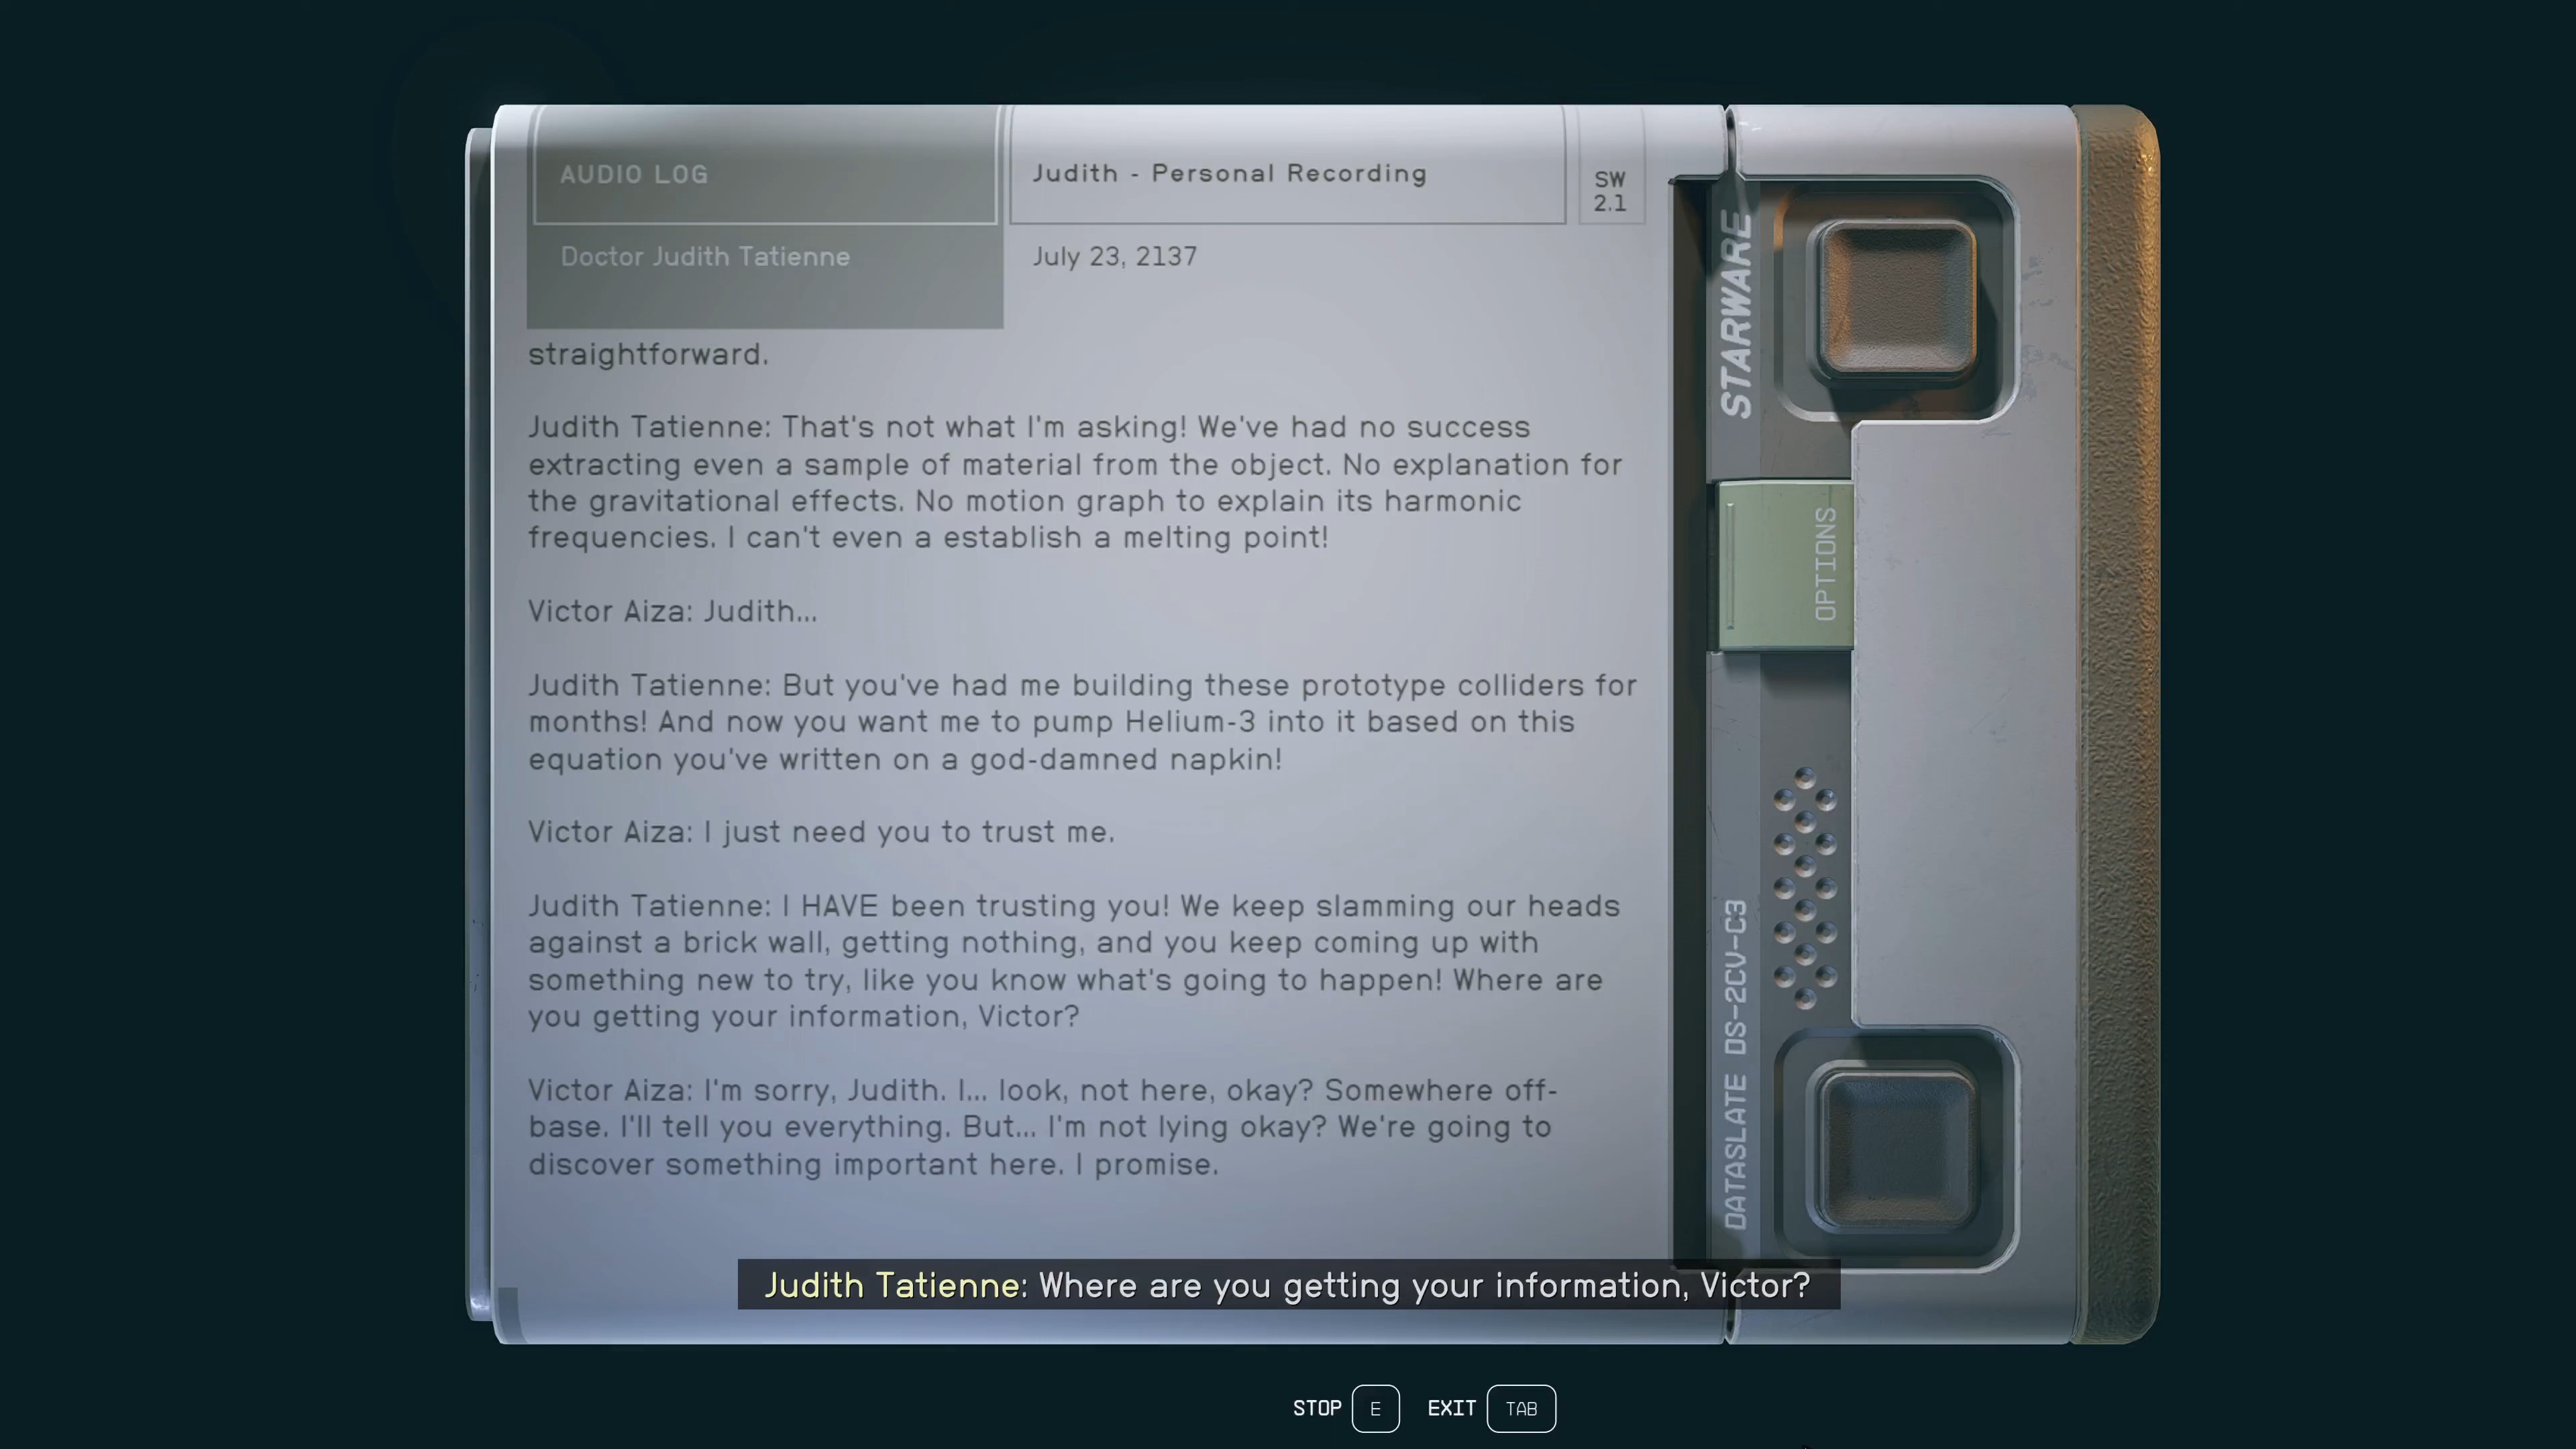 AUDIO LOG
Judith - Personal Recording
SW
2.1
Doctor Judith Tatienne
July 23, 2137
straightforward.
Judith Tatienne: That's not what I'm asking! We've had no success
extracting even a sample of material from the object. No explanation for
the gravitational effects. No motion graph to explain its harmonic
frequencies. I can't even a establish a melting point!
Victor Aiza: Judith...
Judith Tatienne: But you've had me building these prototype colliders for
months! And now you want me to pump Helium-3 into it based on this
equation you've written on a god-damned napkin!
Victor Aiza: I just need you to trust me.
Judith Tatienne: I HAVE been trusting you! We keep slamming our heads
against a brick wall, getting nothing, and you keep coming up with
something new to try, like you know what's going to happen! Where are
you getting your information, Victor?
Victor Aiza: I'm sorry, Judith. I... look, not here, okay? Somewhere off-
base. I'll tell you everything. But... I'm not lying okay? We're going to
discover something important here. I promise.
STARWARE
OPTIONS
DATASLATE DS-2CV-C3
Judith Tatienne: Where are you getting your information, Victor?
STOP E EXIT TAB